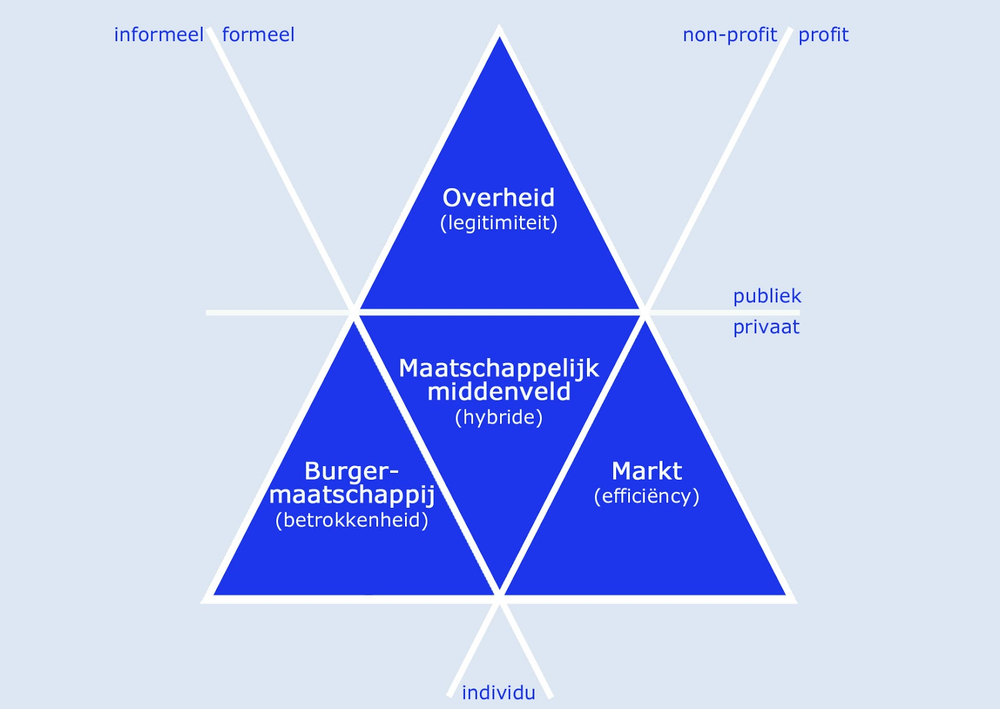 informeel formeel
non-profit profit
Overheid
(legitimiteit)
publiek
privaat
Maatschappelijk
middenveld
(hybride)
Burger-
maatschappij
(betrokkenheid)
Markt
(efficiëncy)
individu